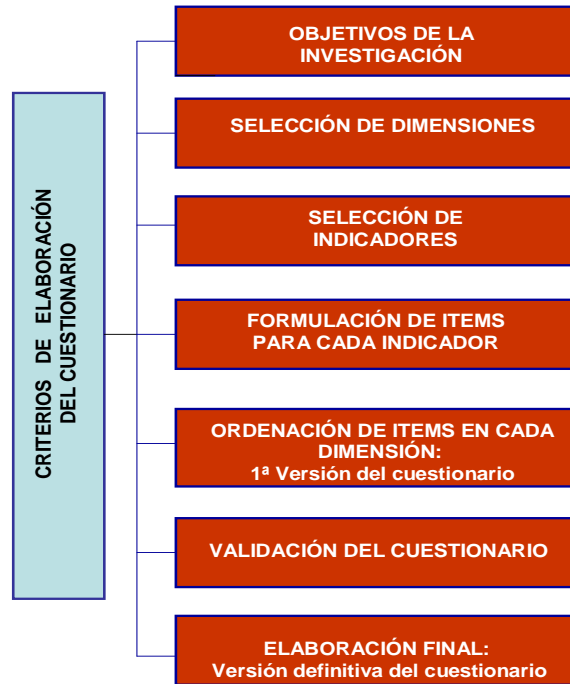 CRITERIOS DE ELABORACIÓN
DEL CUESTIONARIO
OBJETIVOS DE LA
INVESTIGACIÓN
SELECCIÓN DE DIMENSIONES
SELECCIÓN DE
INDICADORES
FORMULACIÓN DE ITEMS
PARA CADA INDICADOR
ORDENACIÓN DE ITEMS EN CADA
DIMENSIÓN:
1ª Versión del cuestionario
VALIDACIÓN DEL CUESTIONARIO
ELABORACIÓN FINAL:
Versión definitiva del cuestionario